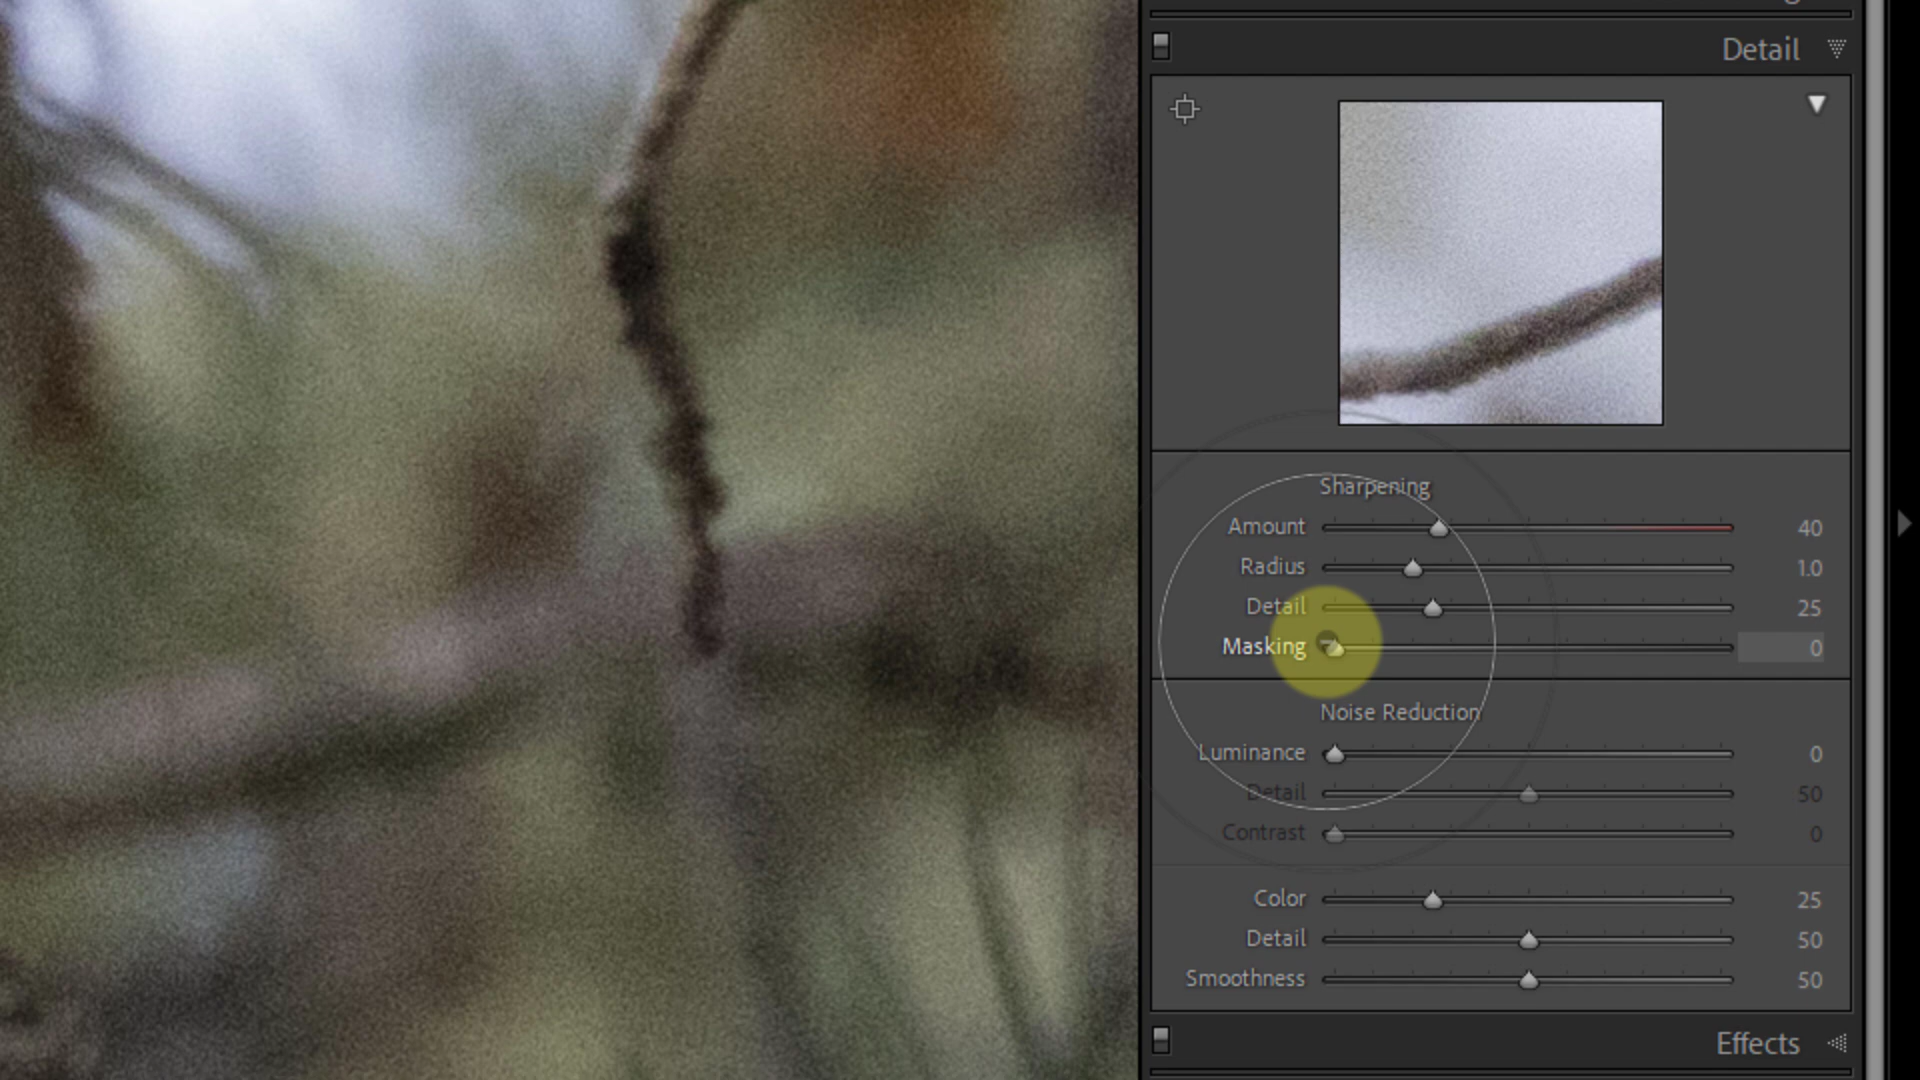 Detail
Sharpening
Amount 40
Radius 1.0
Detail 25
Masking 0
Noise Reduction
Luminance 0
Detail 50
Contrast 0
Color 25
Detail 50
Smoothness 50
Effects